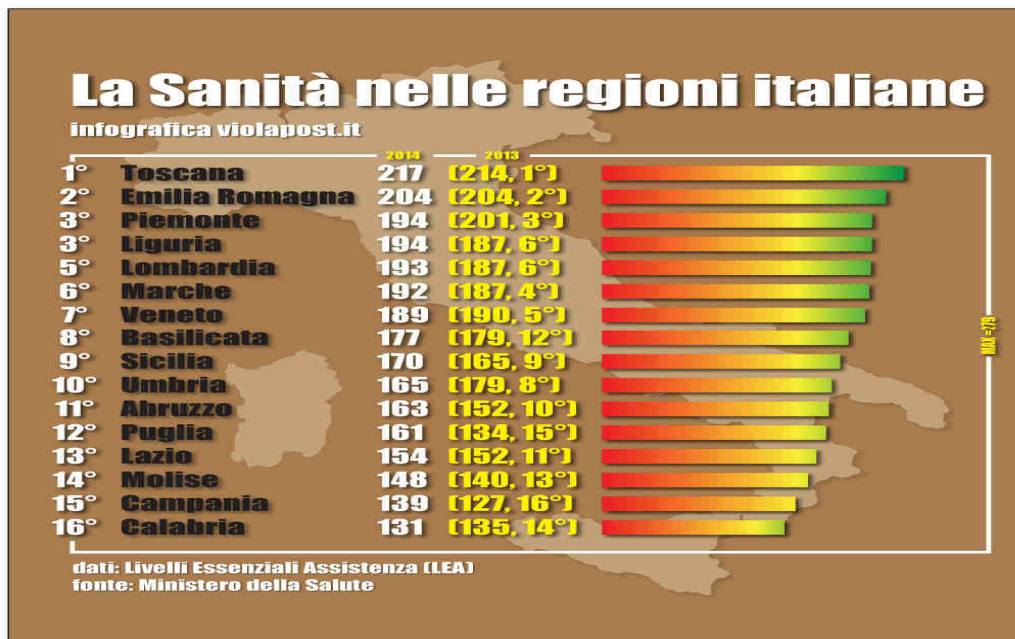 La Sanità nelle regioni italiane
infografica violapost.it
2014 2013
1° Toscana 217 (214, 1°)
2° Emilia Romagna 204 (204, 2°)
3° Piemonte 194 (201, 3°)
3° Liguria 194 (187, 6°)
5° Lombardia 193 (187, 6°)
6° Marche 192 (187, 4°)
7° Veneto 189 (190, 5°)
8° Basilicata 177 (179, 12°)
9° Sicilia 170 (165, 9°)
10° Umbria 165 (179, 8°)
11° Abruzzo 163 (152, 10°)
12° Puglia 161 (134, 15°)
13° Lazio 154 (152, 11°)
14° Molise 148 (140, 13°)
15° Campania 139 (127, 16°)
16° Calabria 131 (135, 14°)
MAX=279
dati: Livelli Essenziali Assistenza (LEA)
fonte: Ministero della Salute